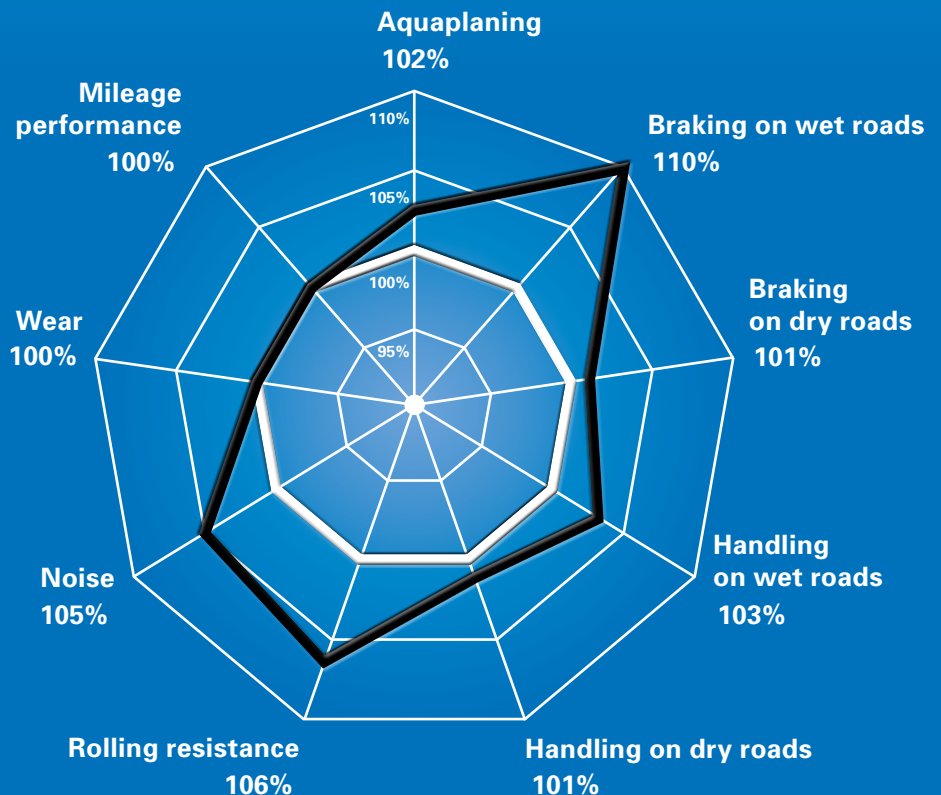 Aquaplaning
102%
Mileage
performance
100%
Braking on wet roads
110%
110%
105%
100%
95%
Wear
100%
Braking
on dry roads
101%
Noise
105%
Handling
on wet roads
103%
Rolling resistance
106%
Handling on dry roads
101%